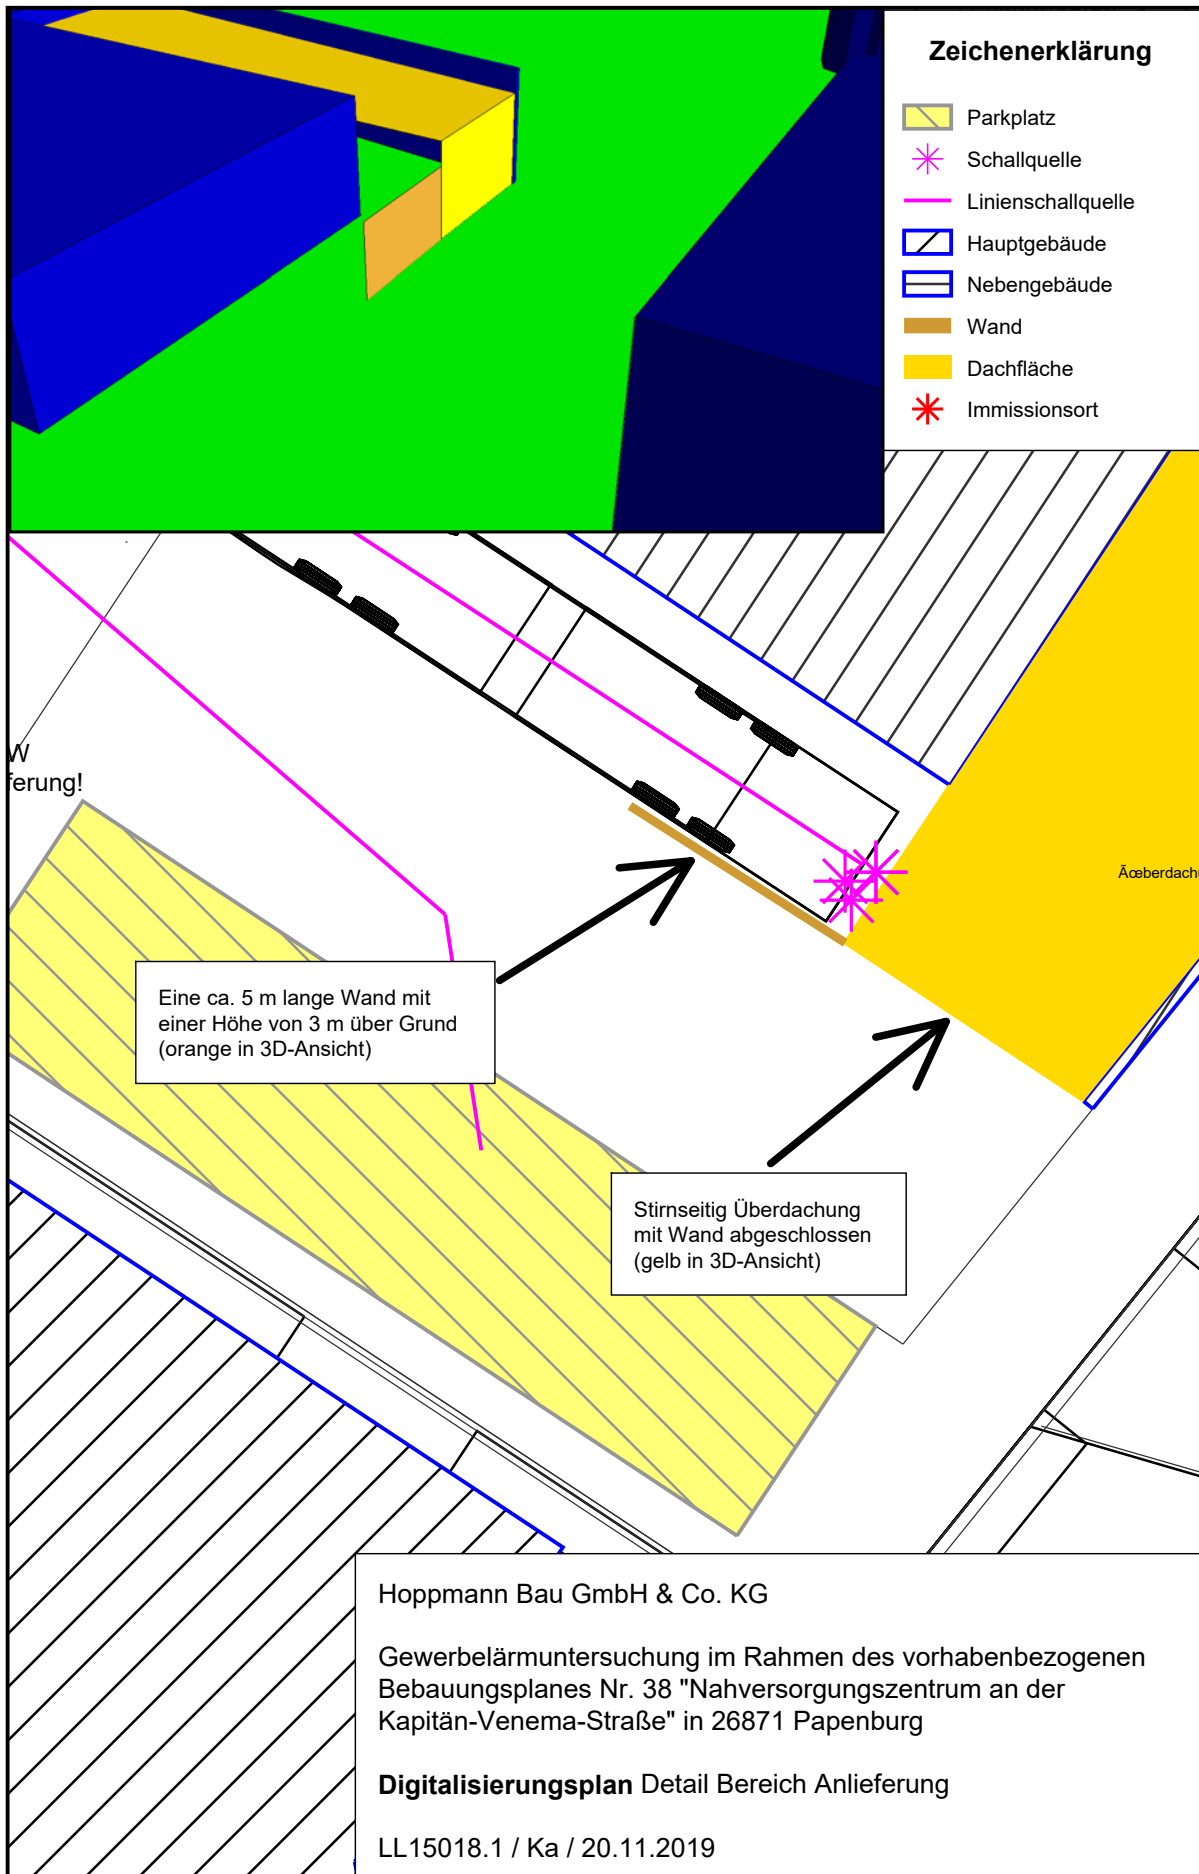 Zeichenerklärung
Parkplatz
Schallquelle
Linienschallquelle
Hauptgebäude
Nebengebäude
Wand
Dachfläche
Immissionsort
ferung!
Eine ca. 5 m lange Wand mit
einer Höhe von 3 m über Grund
(orange in 3D-Ansicht)
Stirnseitig Überdachung
mit Wand abgeschlossen
(gelb in 3D-Ansicht)
Hoppmann Bau GmbH & Co. KG
Gewerbelärmuntersuchung im Rahmen des vorhabenbezogenen
Bebauungsplanes Nr. 38 "Nahversorgungszentrum an der
Kapitän-Venema-Straße" in 26871 Papenburg
Digitalisierungsplan Detail Bereich Anlieferung
LL15018.1 / Ka / 20.11.2019